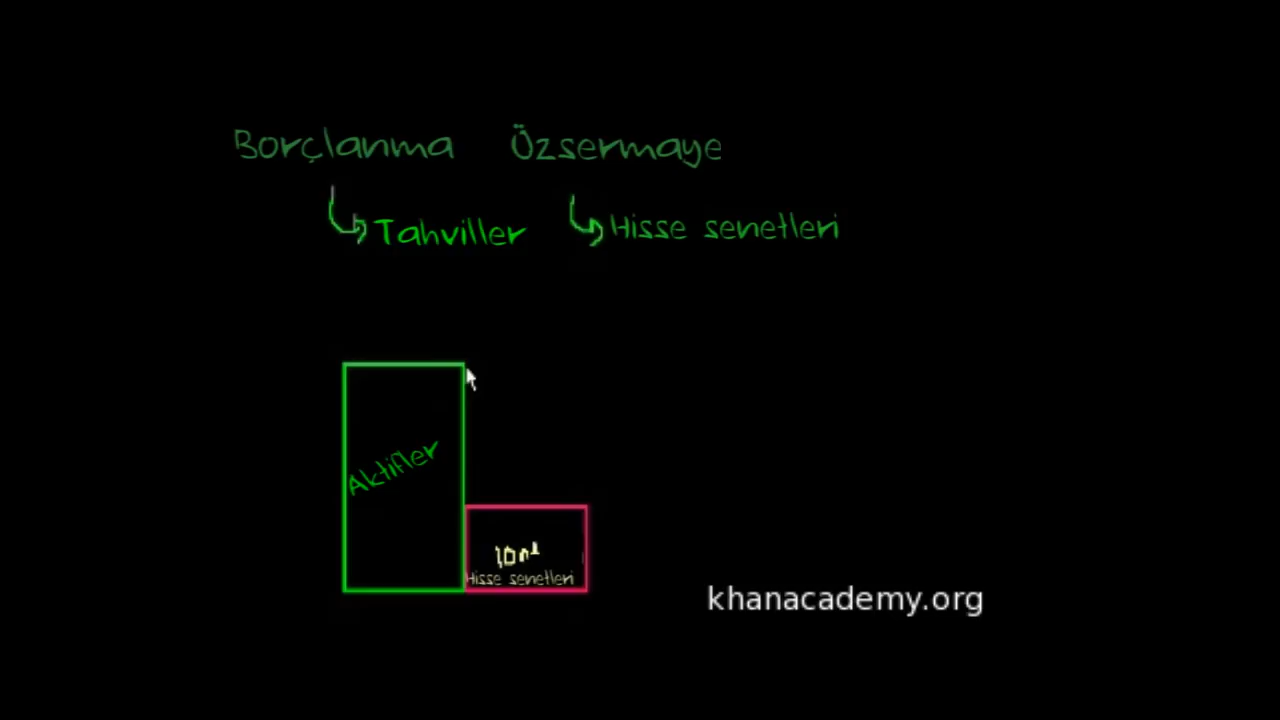 Borçlanma Özsermaye
Tahviller Hisse senetleri
Aktifler
Hisse senetleri
khanacademy.org